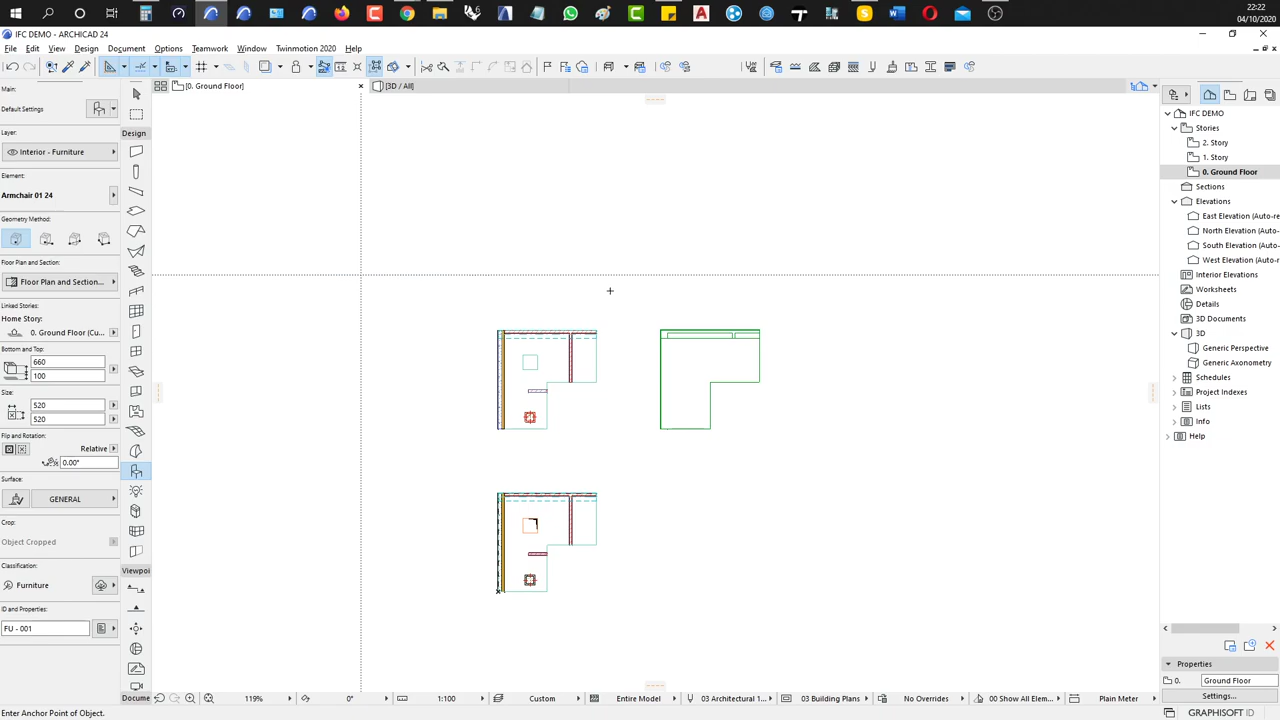 22:22
04/10/2020
IFC DEMO - ARCHICAD 24
File Edit View Design Document Options Teamwork Window Twinmotion 2020 Help
[0. Ground Floor]
[3D / All]
Main:
Default Settings
Layer:
Interior - Furniture
Element:
Armchair 01 24
Geometry Method:
Floor Plan and Section:
Floor Plan and Section...
Linked Stories:
Home Story:
0. Ground Floor (Cu...
Bottom and Top:
660
100
Size:
520
520
Flip and Rotation:
Relative
0.00°
Surface:
GENERAL
Crop:
Object Cropped
Classification:
Furniture
ID and Properties:
FU - 001
Design
Viewpoi
Docume
IFC DEMO
Stories
2. Story
1. Story
0. Ground Floor
Sections
Elevations
East Elevation (Auto-re
North Elevation (Auto-
South Elevation (Auto-
West Elevation (Auto-r
Interior Elevations
Worksheets
Details
3D Documents
3D
Generic Perspective
Generic Axonometry
Schedules
Project Indexes
Lists
Info
Help
Properties
0.
Ground Floor
Settings...
119%
0°
1:100
Custom
Entire Model
03 Architectural 1...
03 Building Plans
No Overrides
00 Show All Elem...
Plain Meter
Enter Anchor Point of Object.
GRAPHISOFT ID